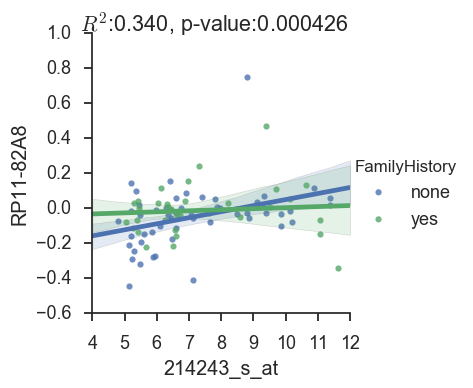 R²:0.340, p-value:0.000426
1.0
0.8
0.6
0.4
0.2
0.0
−0.2
−0.4
−0.6
RP11-82A8
4 5 6 7 8 9 10 11 12
214243_s_at
FamilyHistory
none
yes